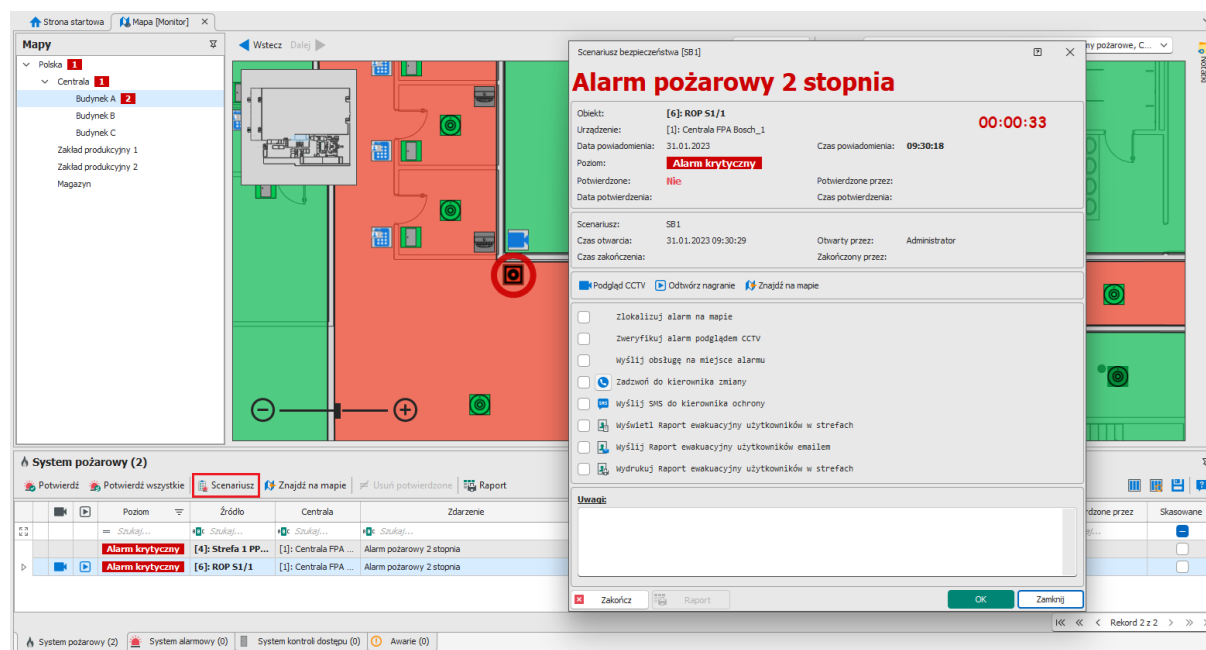 Strona startowa
Mapa [Monitor]
Mapy
Polska 1
Centrala 1
Budynek A 2
Budynek B
Budynek C
Zakład produkcyjny 1
Zakład produkcyjny 2
Magazyn
Wstecz Dalej
ny pożarowe, C...
Scenariusz bezpieczeństwa [SB1]
Alarm pożarowy 2 stopnia
Obiekt: [6]: ROP S1/1
00:00:33
Urządzenie: [1]: Centrala FPA Bosch_1
Data powiadomienia: 31.01.2023 Czas powiadomienia: 09:30:18
Poziom: Alarm krytyczny
Potwierdzone: Nie Potwierdzone przez:
Data potwierdzenia: Czas potwierdzenia:
Scenariusz: SB1
Czas otwarcia: 31.01.2023 09:30:29 Otwarty przez: Administrator
Czas zakończenia: Zakończony przez:
Podgląd CCTV Odtwórz nagranie Znajdź na mapie
Zlokalizuj alarm na mapie
Zweryfikuj alarm podglądem CCTV
Wyślij obsługę na miejsce alarmu
Zadzwoń do kierownika zmiany
SMS Wyślij SMS do kierownika ochrony
Wyświetl Raport ewakuacyjny użytkowników w strefach
Wyślij Raport ewakuacyjny użytkowników emailem
Wydrukuj Raport ewakuacyjny użytkowników w strefach
Uwagi:
Zakończ Raport OK Zamknij
System pożarowy (2)
Potwierdź Potwierdź wszystkie Scenariusz Znajdź na mapie Usuń potwierdzone Raport
Poziom Źródło Centrala Zdarzenie rdzone przez Skasowane
= Szukaj... Szukaj... Szukaj... Szukaj...
Alarm krytyczny [4]: Strefa 1 PP... [1]: Centrala FPA ... Alarm pożarowy 2 stopnia
Alarm krytyczny [6]: ROP S1/1 [1]: Centrala FPA ... Alarm pożarowy 2 stopnia
Rekord 2 z 2
System pożarowy (2) System alarmowy (0) System kontroli dostępu (0) Awarie (0)